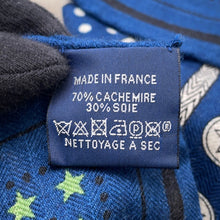 MADE IN FRANCE
70% CACHEMIRE
30% SOIE
NETTOYAGE A SEC